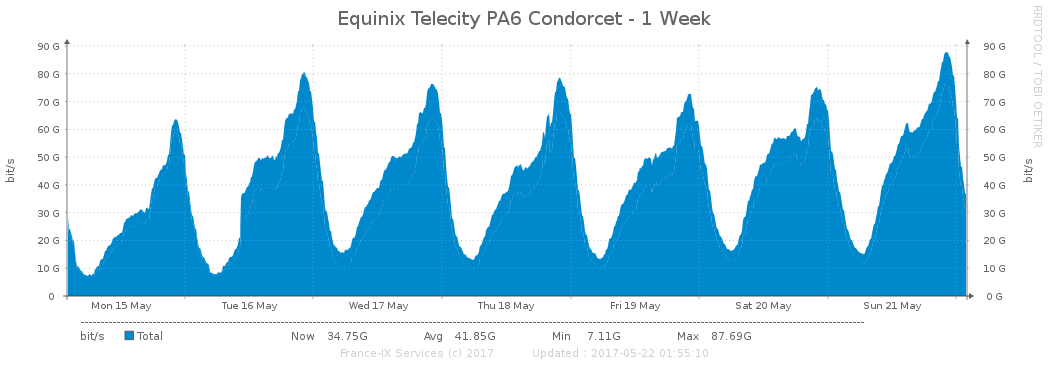 Equinix Telecity PA6 Condorcet - 1 Week
RRDTOOL / TOBI OETIKER
bit/s
90 G
80 G
70 G
60 G
50 G
40 G
30 G
20 G
10 G
0
90 G
80 G
70 G
60 G
50 G
40 G
30 G
20 G
10 G
0 G
bit/s
Mon 15 May Tue 16 May Wed 17 May Thu 18 May Fri 19 May Sat 20 May Sun 21 May
bit/s Total Now 34.75G Avg 41.85G Min 7.11G Max 87.69G
France-IX Services (c) 2017 Updated : 2017-05-22 01:55:10